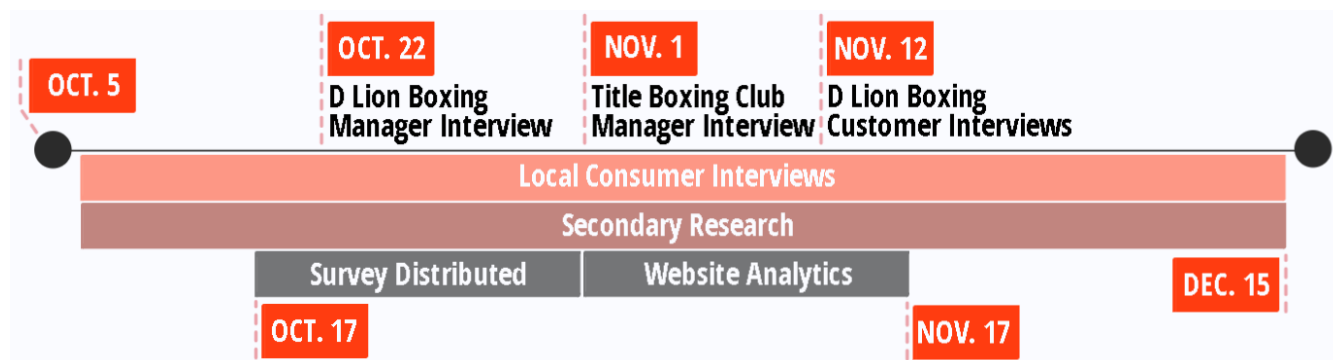 OCT. 5
OCT. 22
D Lion Boxing
Manager Interview
NOV. 1
Title Boxing Club
Manager Interview
NOV. 12
D Lion Boxing
Customer Interviews
Local Consumer Interviews
Secondary Research
Survey Distributed
Website Analytics
OCT. 17
NOV. 17
DEC. 15